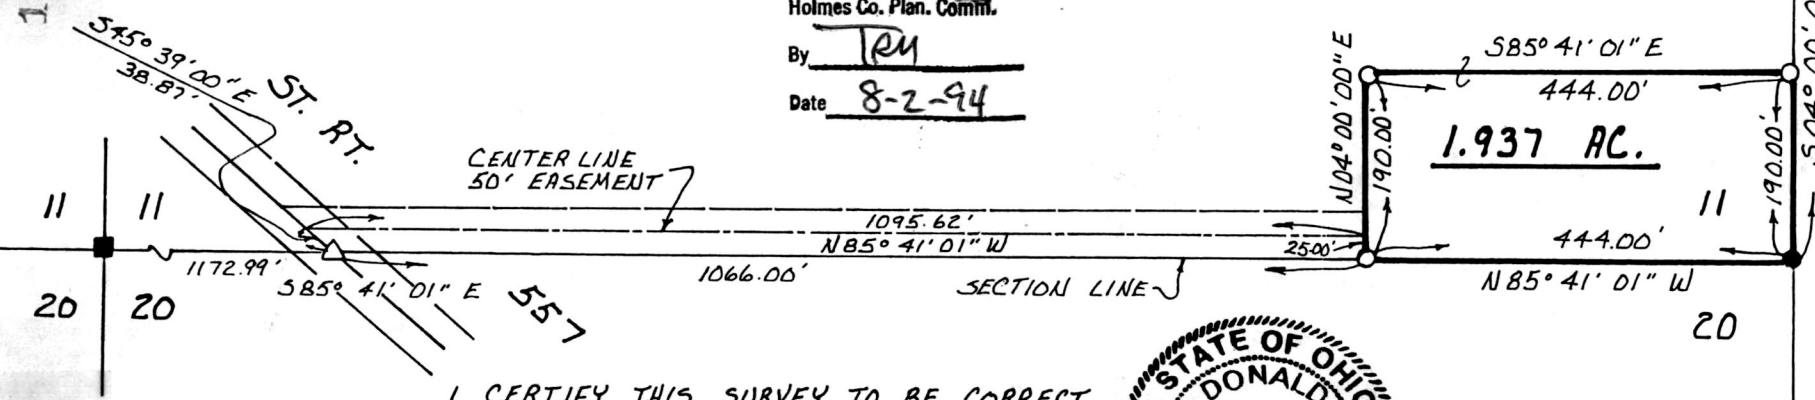 Holmes Co. Plan. Comm.
By TRM
Date 8-2-94
S45° 39' 00" E
38.87'
ST. RT.
557
CENTER LINE
50' EASEMENT
1095.62'
N85° 41' 01" W
25.00'
1172.99'
S85° 41' 01" E
1066.00'
SECTION LINE
11
11
20
20
N04° 00' 00" E
190.00'
S85° 41' 01" E
444.00'
1.937 AC.
190.00'
11
444.00'
N85° 41' 01" W
20
I CERTIFY THIS SURVEY TO BE CORRECT
STATE OF OHIO
DONALD